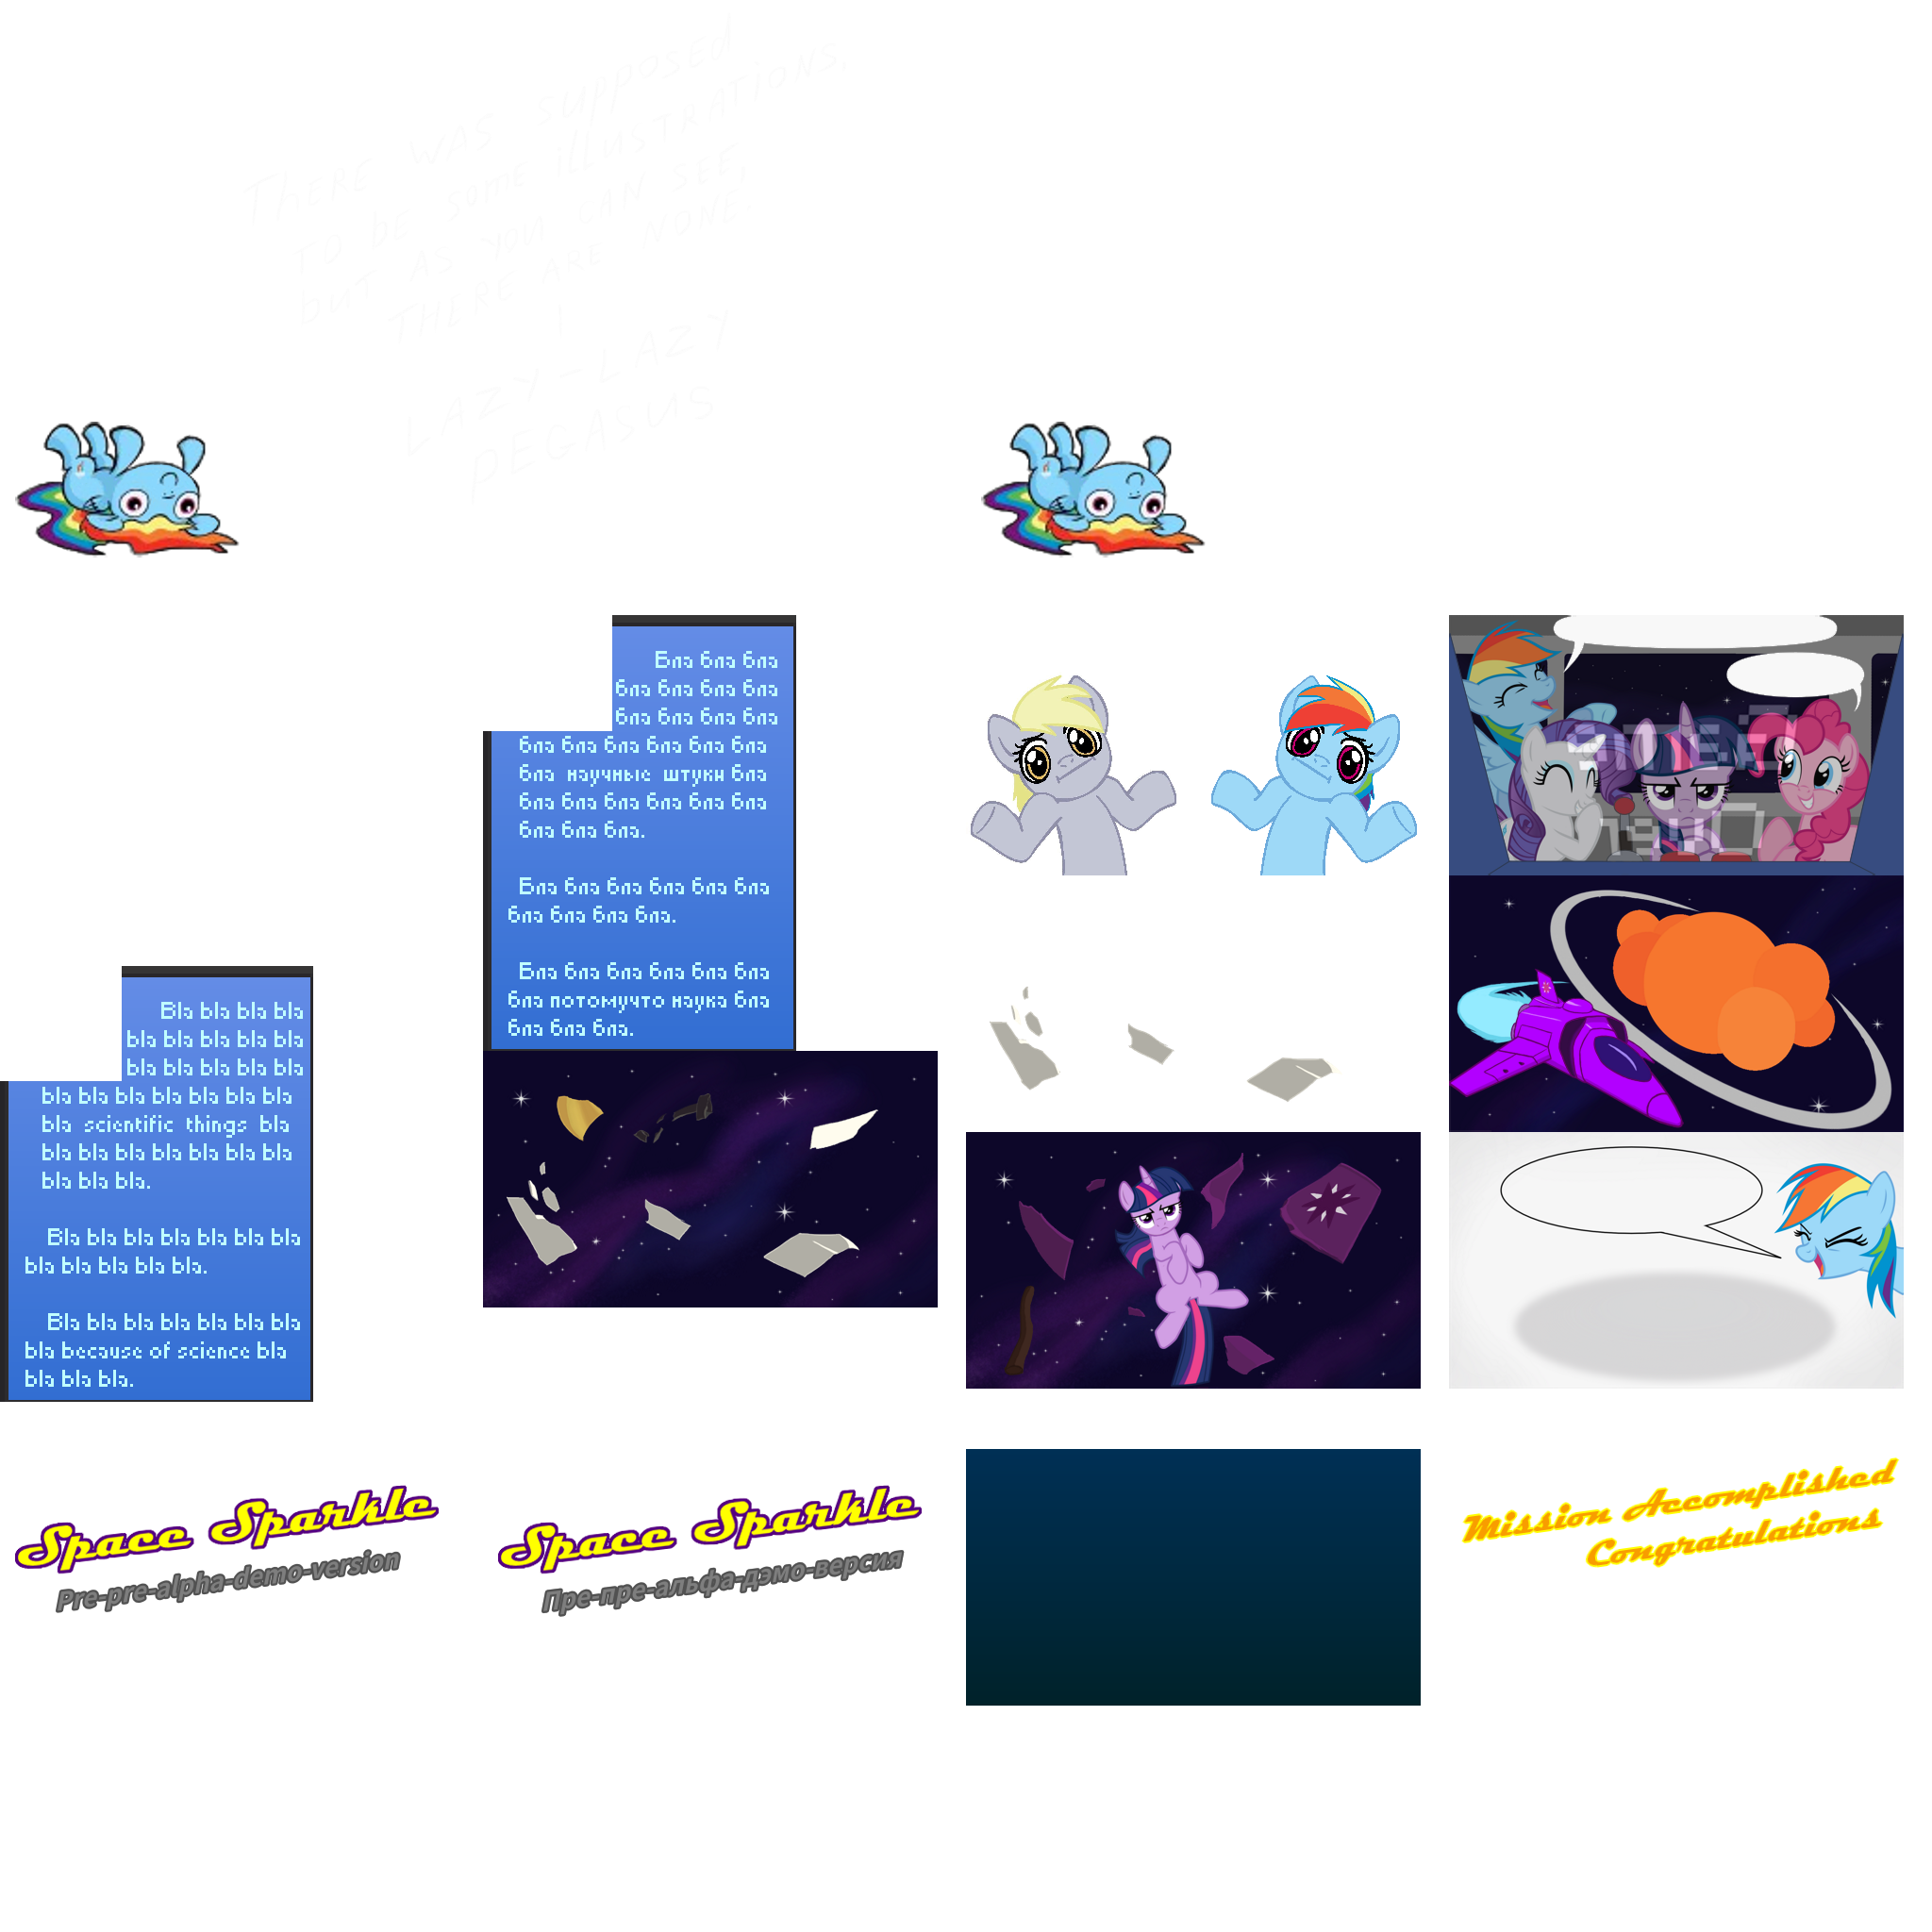 THERE WAS SUPPOSED
TO BE SOME ILLUSTRATIONS,
BUT AS YOU CAN SEE,
THERE ARE NONE.
LAZY-LAZY
PEGASUS
Бла бла бла
бла бла бла бла
бла бла бла бла
бла бла бла бла бла бла
бла научные штуки бла
бла бла бла бла бла бла
бла бла бла.
Бла бла бла бла бла бла
бла бла бла бла.
Бла бла бла бла бла бла
бла потомучто наука бла
бла бла бла.
Bla bla bla bla
bla bla bla bla bla
bla bla bla bla bla
bla bla bla bla bla bla bla
bla scientific things bla
bla bla bla bla bla bla bla
bla bla bla.
Bla bla bla bla bla bla bla
bla bla bla bla bla.
Bla bla bla bla bla bla bla
bla because of science bla
bla bla bla.
Space Sparkle
Pre-pre-alpha-demo-version
Space Sparkle
Пре-пре-альфа-дэмо-версия
Mission Accomplished
Congratulations